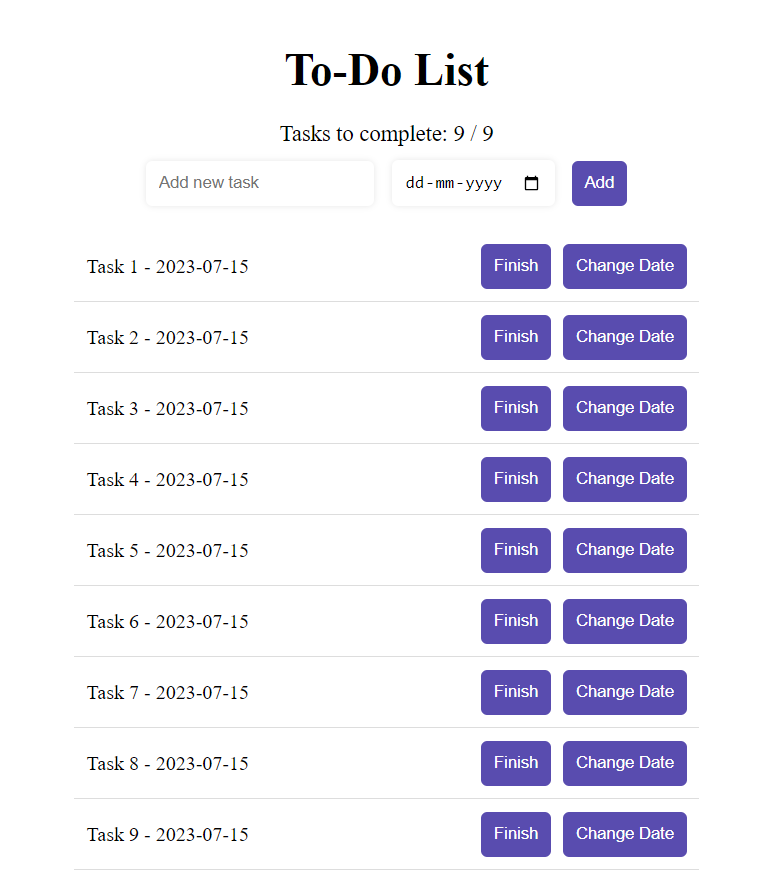 To-Do List
Tasks to complete: 9 / 9
Add new task dd-mm-yyyy Add
Task 1 - 2023-07-15 Finish Change Date
Task 2 - 2023-07-15 Finish Change Date
Task 3 - 2023-07-15 Finish Change Date
Task 4 - 2023-07-15 Finish Change Date
Task 5 - 2023-07-15 Finish Change Date
Task 6 - 2023-07-15 Finish Change Date
Task 7 - 2023-07-15 Finish Change Date
Task 8 - 2023-07-15 Finish Change Date
Task 9 - 2023-07-15 Finish Change Date